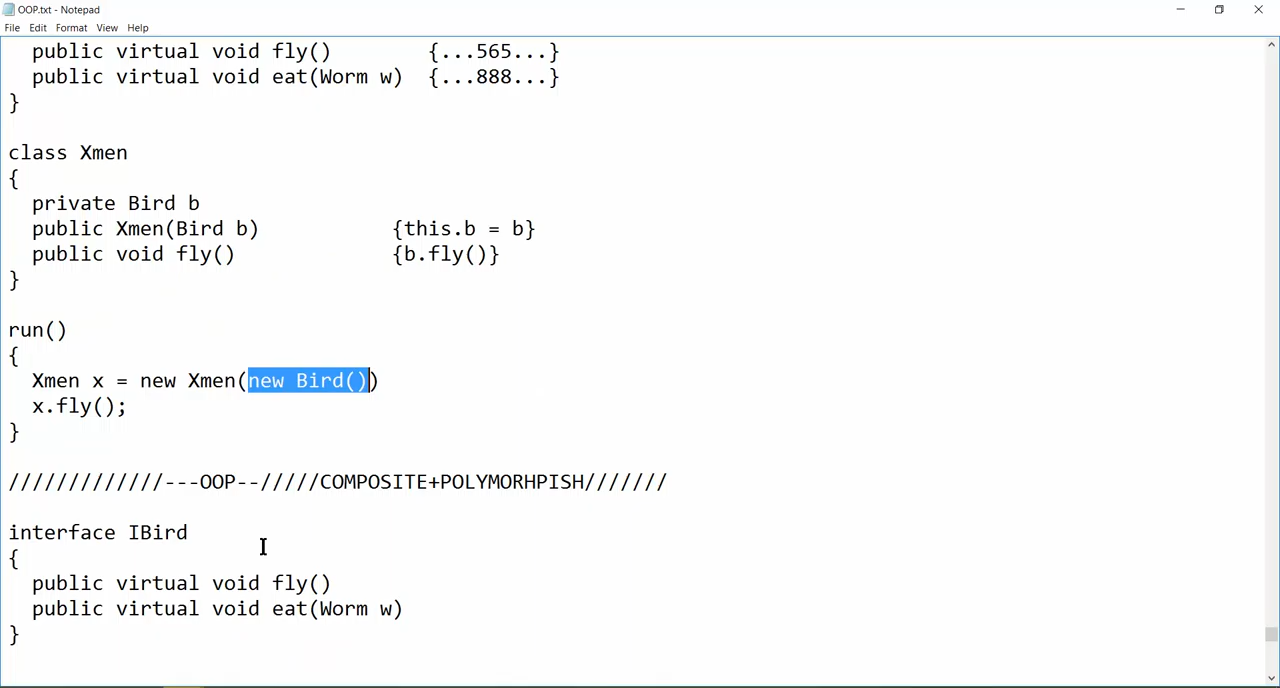 OOP.txt - Notepad
File Edit Format View Help
public virtual void fly() {...565...}
public virtual void eat(Worm w) {...888...}
}
class Xmen
{
private Bird b
public Xmen(Bird b) {this.b = b}
public void fly() {b.fly()}
}
run()
{
Xmen x = new Xmen(new Bird())
x.fly();
}
/////////////---OOP--/////COMPOSITE+POLYMORHPISH///////
interface IBird
{
public virtual void fly()
public virtual void eat(Worm w)
}